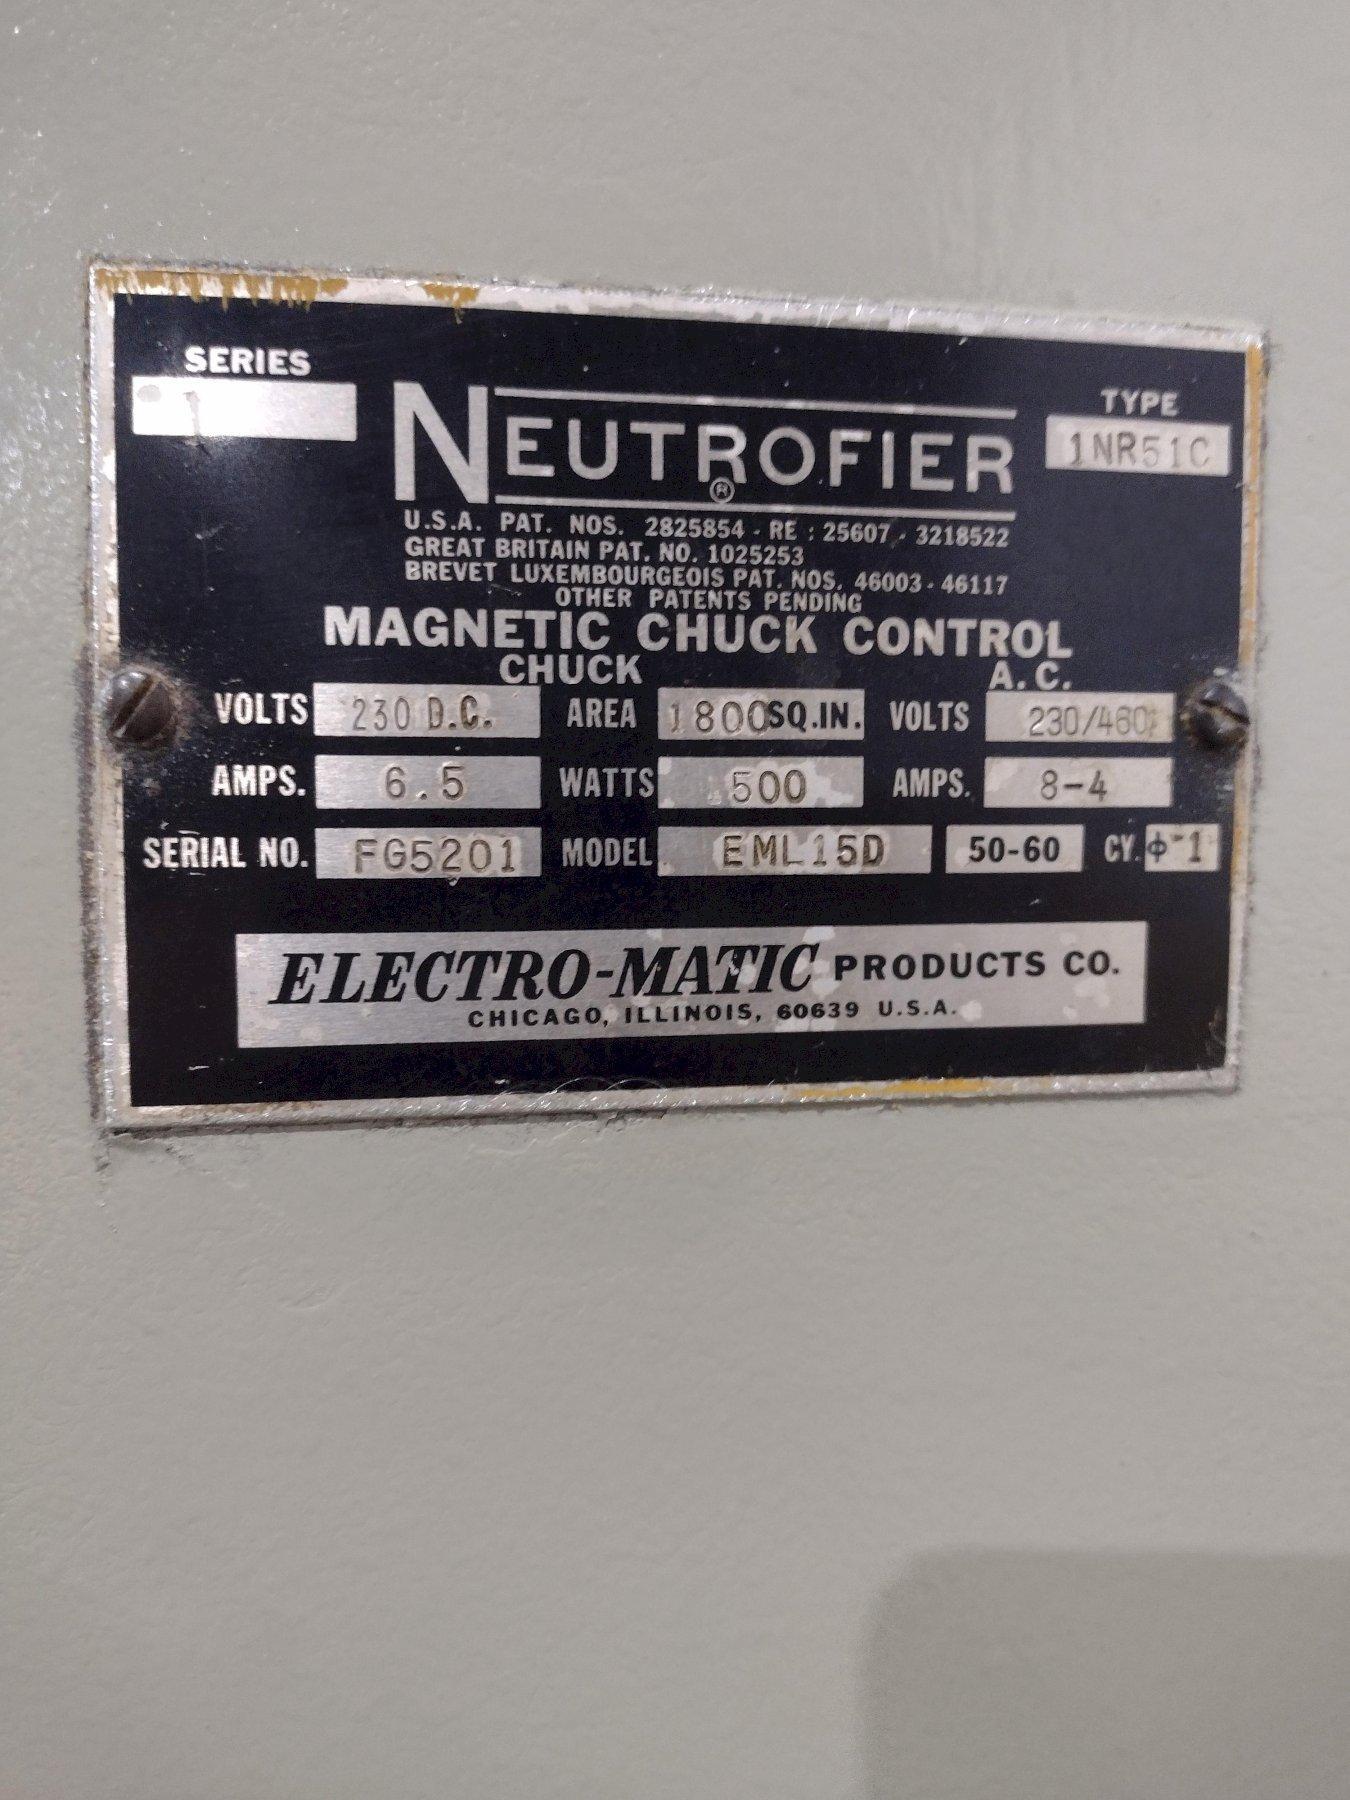 SERIES
1
NEUTROFIER ®
TYPE
1NR51C
U.S.A. PAT. NOS. 2825854 - RE : 25607 - 3218522
GREAT BRITAIN PAT. NO. 1025253
BREVET LUXEMBOURGEOIS PAT. NOS. 46003 - 46117
OTHER PATENTS PENDING
MAGNETIC CHUCK CONTROL
CHUCK A.C.
VOLTS 230 D.C. AREA 1800 SQ.IN. VOLTS 230/460
AMPS. 6.5 WATTS 500 AMPS. 8-4
SERIAL NO. FG5201 MODEL EML15D 50-60 CY. ϕ-1
ELECTRO-MATIC PRODUCTS CO.
CHICAGO, ILLINOIS, 60639 U.S.A.